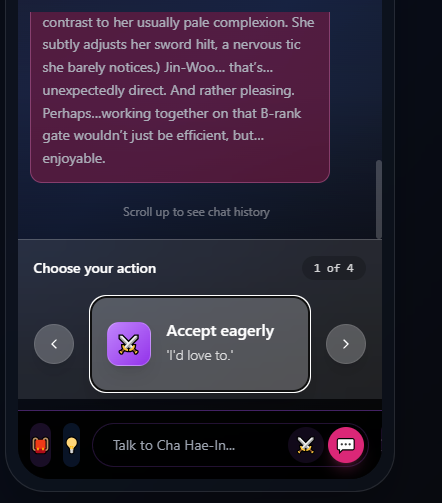 contrast to her usually pale complexion. She
subtly adjusts her sword hilt, a nervous tic
she barely notices.) Jin-Woo... that's...
unexpectedly direct. And rather pleasing.
Perhaps...working together on that B-rank
gate wouldn't just be efficient, but...
enjoyable.
Scroll up to see chat history
Choose your action
1 of 4
Accept eagerly
'I'd love to.'
Talk to Cha Hae-In...